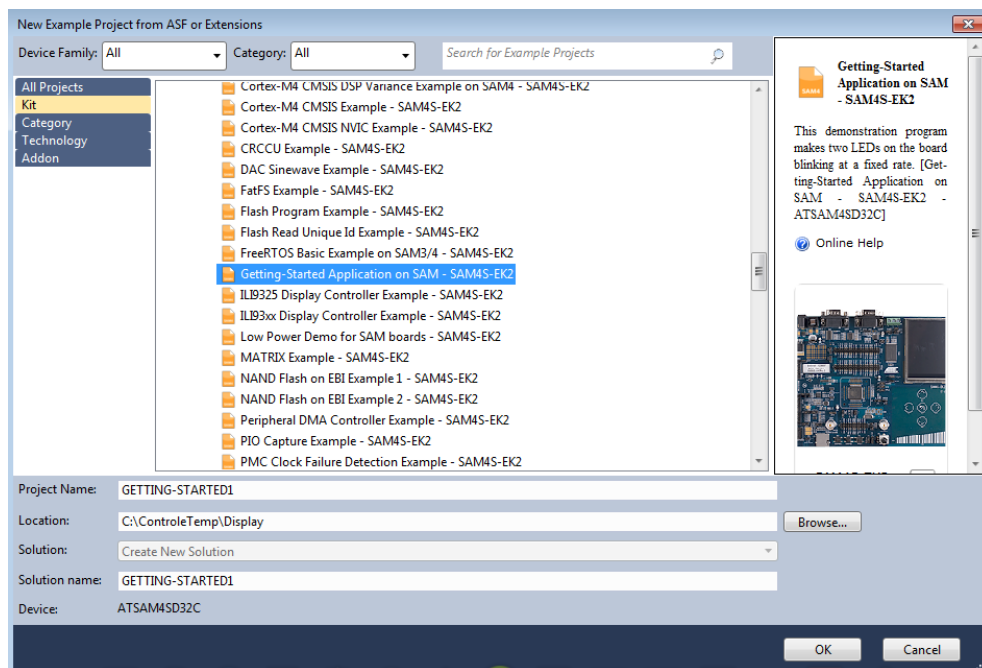 New Example Project from ASF or Extensions
Device Family: All Category: All Search for Example Projects
All Projects
Kit
Category
Technology
Addon
Cortex-M4 CMSIS DSP Variance Example on SAM4 - SAM4S-EK2
Cortex-M4 CMSIS Example - SAM4S-EK2
Cortex-M4 CMSIS NVIC Example - SAM4S-EK2
CRCCU Example - SAM4S-EK2
DAC Sinewave Example - SAM4S-EK2
FatFS Example - SAM4S-EK2
Flash Program Example - SAM4S-EK2
Flash Read Unique Id Example - SAM4S-EK2
FreeRTOS Basic Example on SAM3/4 - SAM4S-EK2
Getting-Started Application on SAM - SAM4S-EK2
ILI9325 Display Controller Example - SAM4S-EK2
ILI93xx Display Controller Example - SAM4S-EK2
Low Power Demo for SAM boards - SAM4S-EK2
MATRIX Example - SAM4S-EK2
NAND Flash on EBI Example 1 - SAM4S-EK2
NAND Flash on EBI Example 2 - SAM4S-EK2
Peripheral DMA Controller Example - SAM4S-EK2
PIO Capture Example - SAM4S-EK2
PMC Clock Failure Detection Example - SAM4S-EK2
SAM4
Getting-Started
Application on SAM
- SAM4S-EK2
This demonstration program
makes two LEDs on the board
blinking at a fixed rate. [Get-
ting-Started Application on
SAM - SAM4S-EK2 -
ATSAM4SD32C]
Online Help
Project Name: GETTING-STARTED1
Location: C:\ControleTemp\Display Browse...
Solution: Create New Solution
Solution name: GETTING-STARTED1
Device: ATSAM4SD32C
OK Cancel